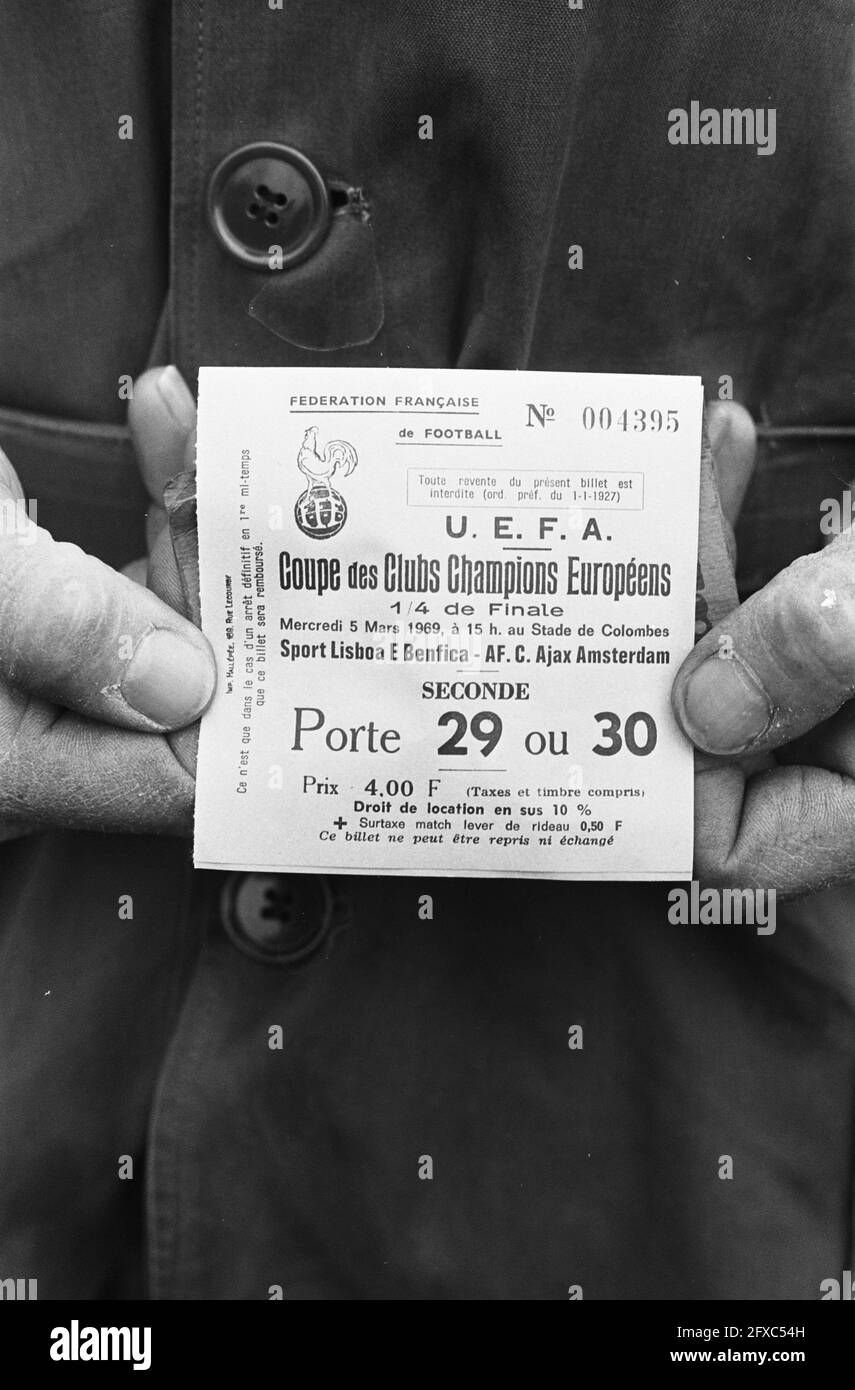 FEDERATION FRANÇAISE
de FOOTBALL
Nº 004395
Toute revente du présent billet est
interdite (ord. préf. du 1-1-1927)
U. E. F. A.
Coupe des Clubs Champions Européens
1/4 de Finale
Mercredi 5 Mars 1969, à 15 h. au Stade de Colombes
Sport Lisboa E Benfica - AF. C. Ajax Amsterdam
SECONDE
Porte 29 ou 30
Prix 4,00 F (Taxes et timbre compris)
Droit de location en sus 10 %
+ Surtaxe match lever de rideau 0,50 F
Ce billet ne peut être repris ni échangé
Ce n'est que dans le cas d'un arrêt définitif en 1re mi-temps
que ce billet sera remboursé.
a
alamy
a
alamy
alamy
Image ID: 2FXC54H
www.alamy.com